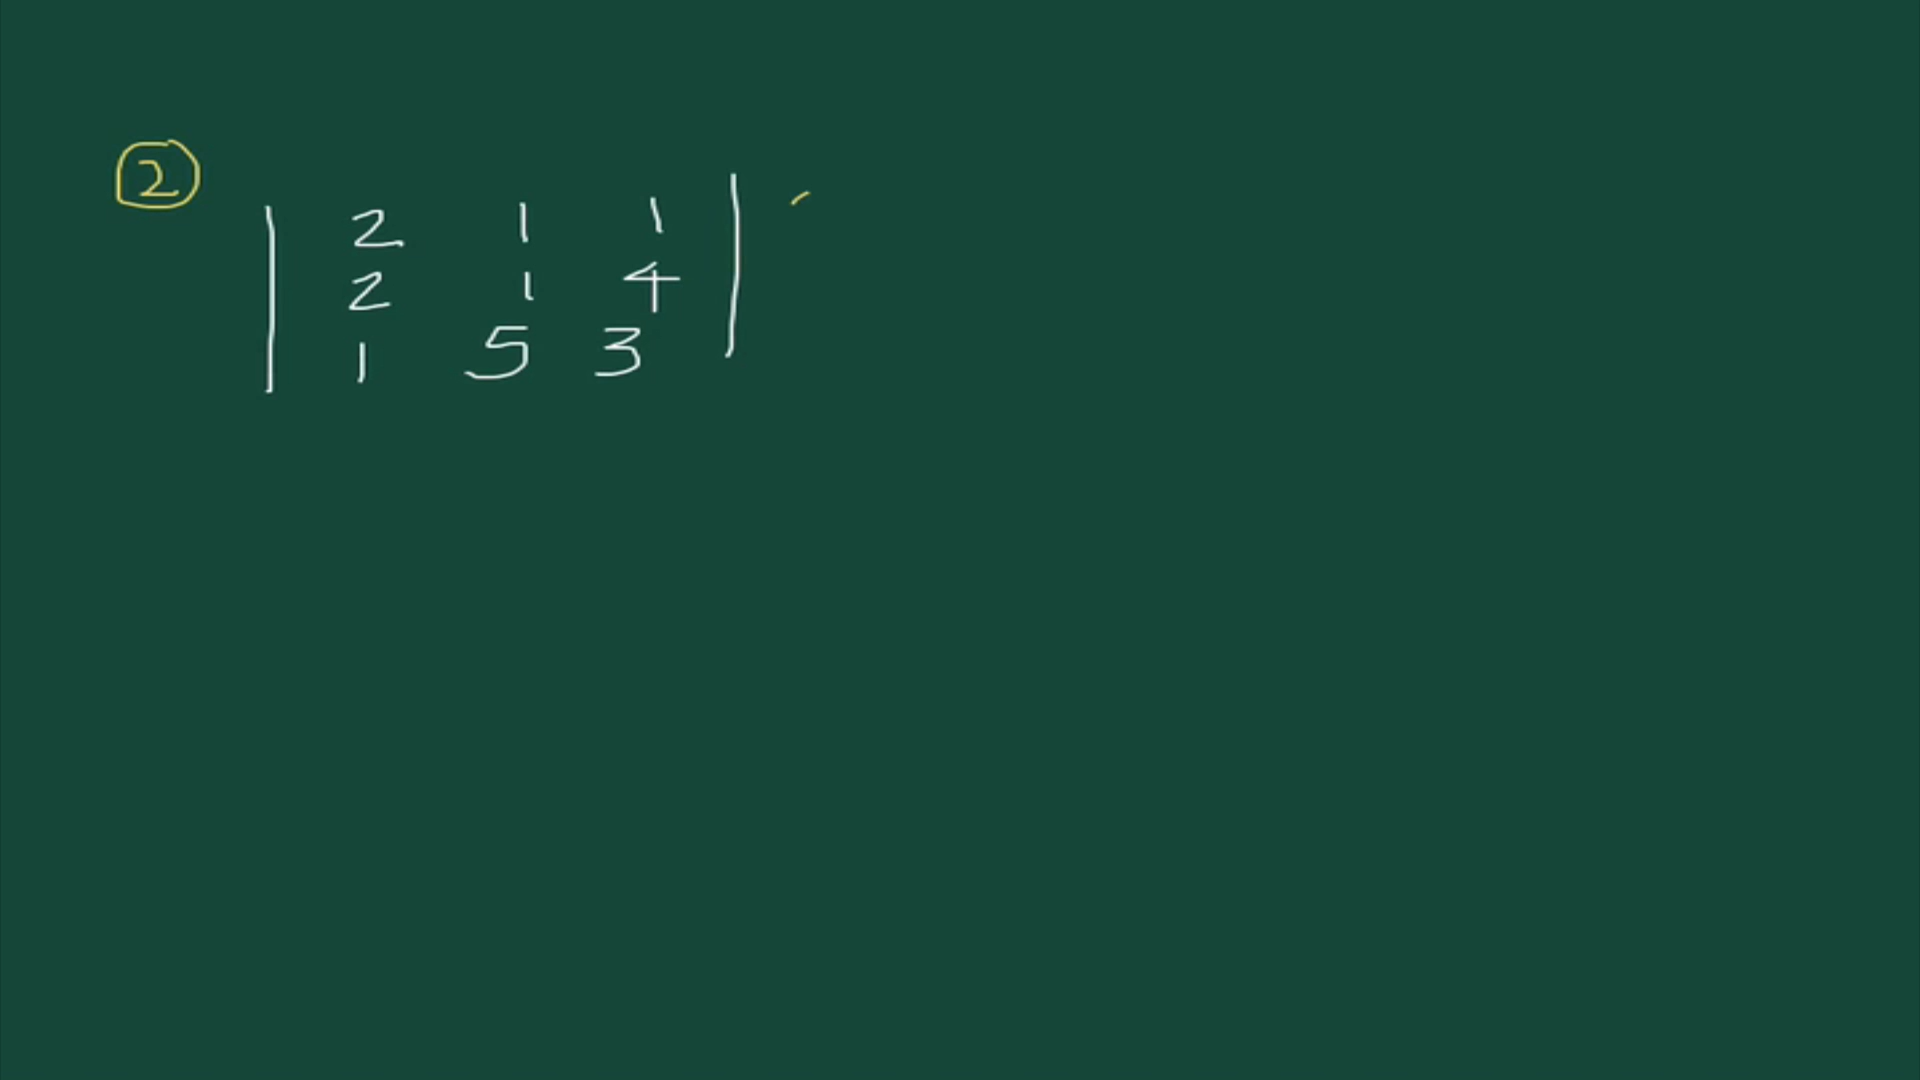 ②
| 2 1 1 |
| 2 1 4 |
| 1 5 3 |